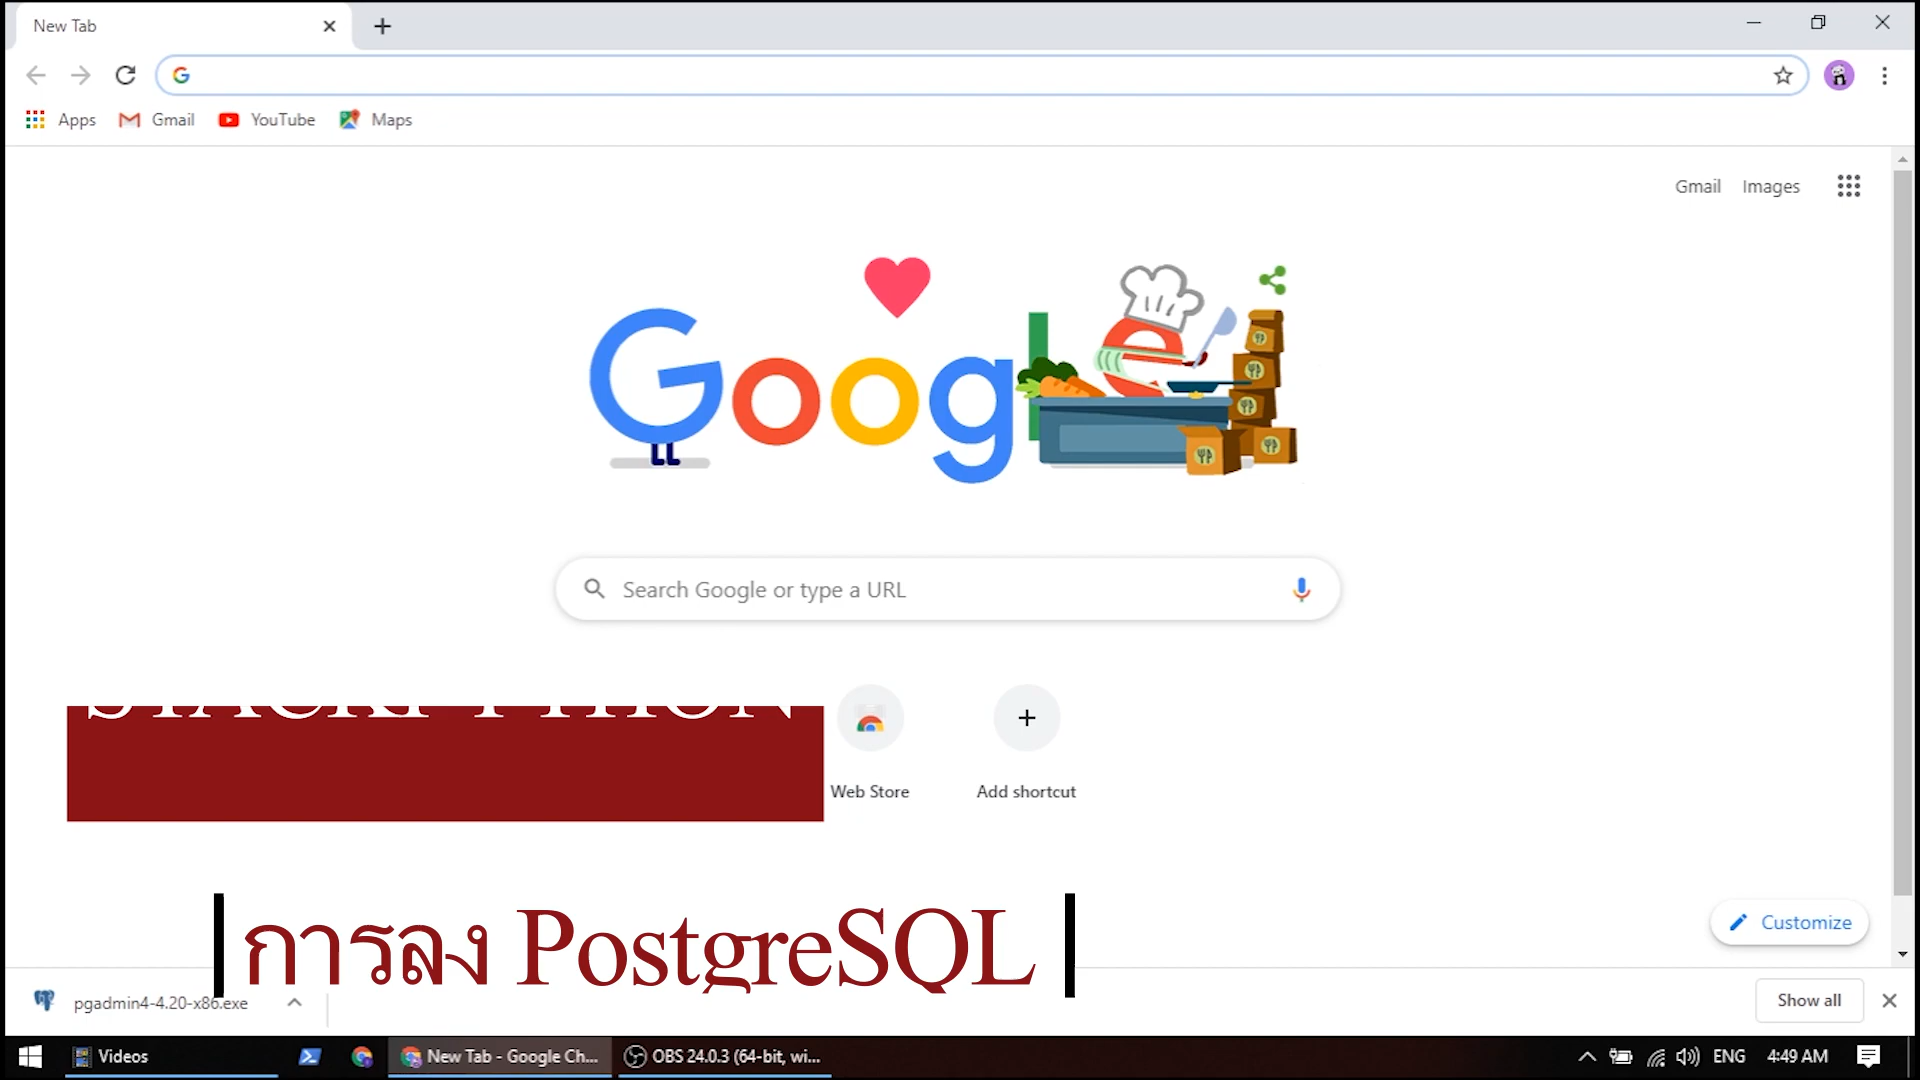 New Tab
Apps Gmail YouTube Maps
Gmail Images
Google
Search Google or type a URL
Web Store Add shortcut
Customize
การลง PostgreSQL
pgadmin4-4.20-x86.exe
Show all
Videos
New Tab - Google Ch...
OBS 24.0.3 (64-bit, wi...
ENG 4:49 AM